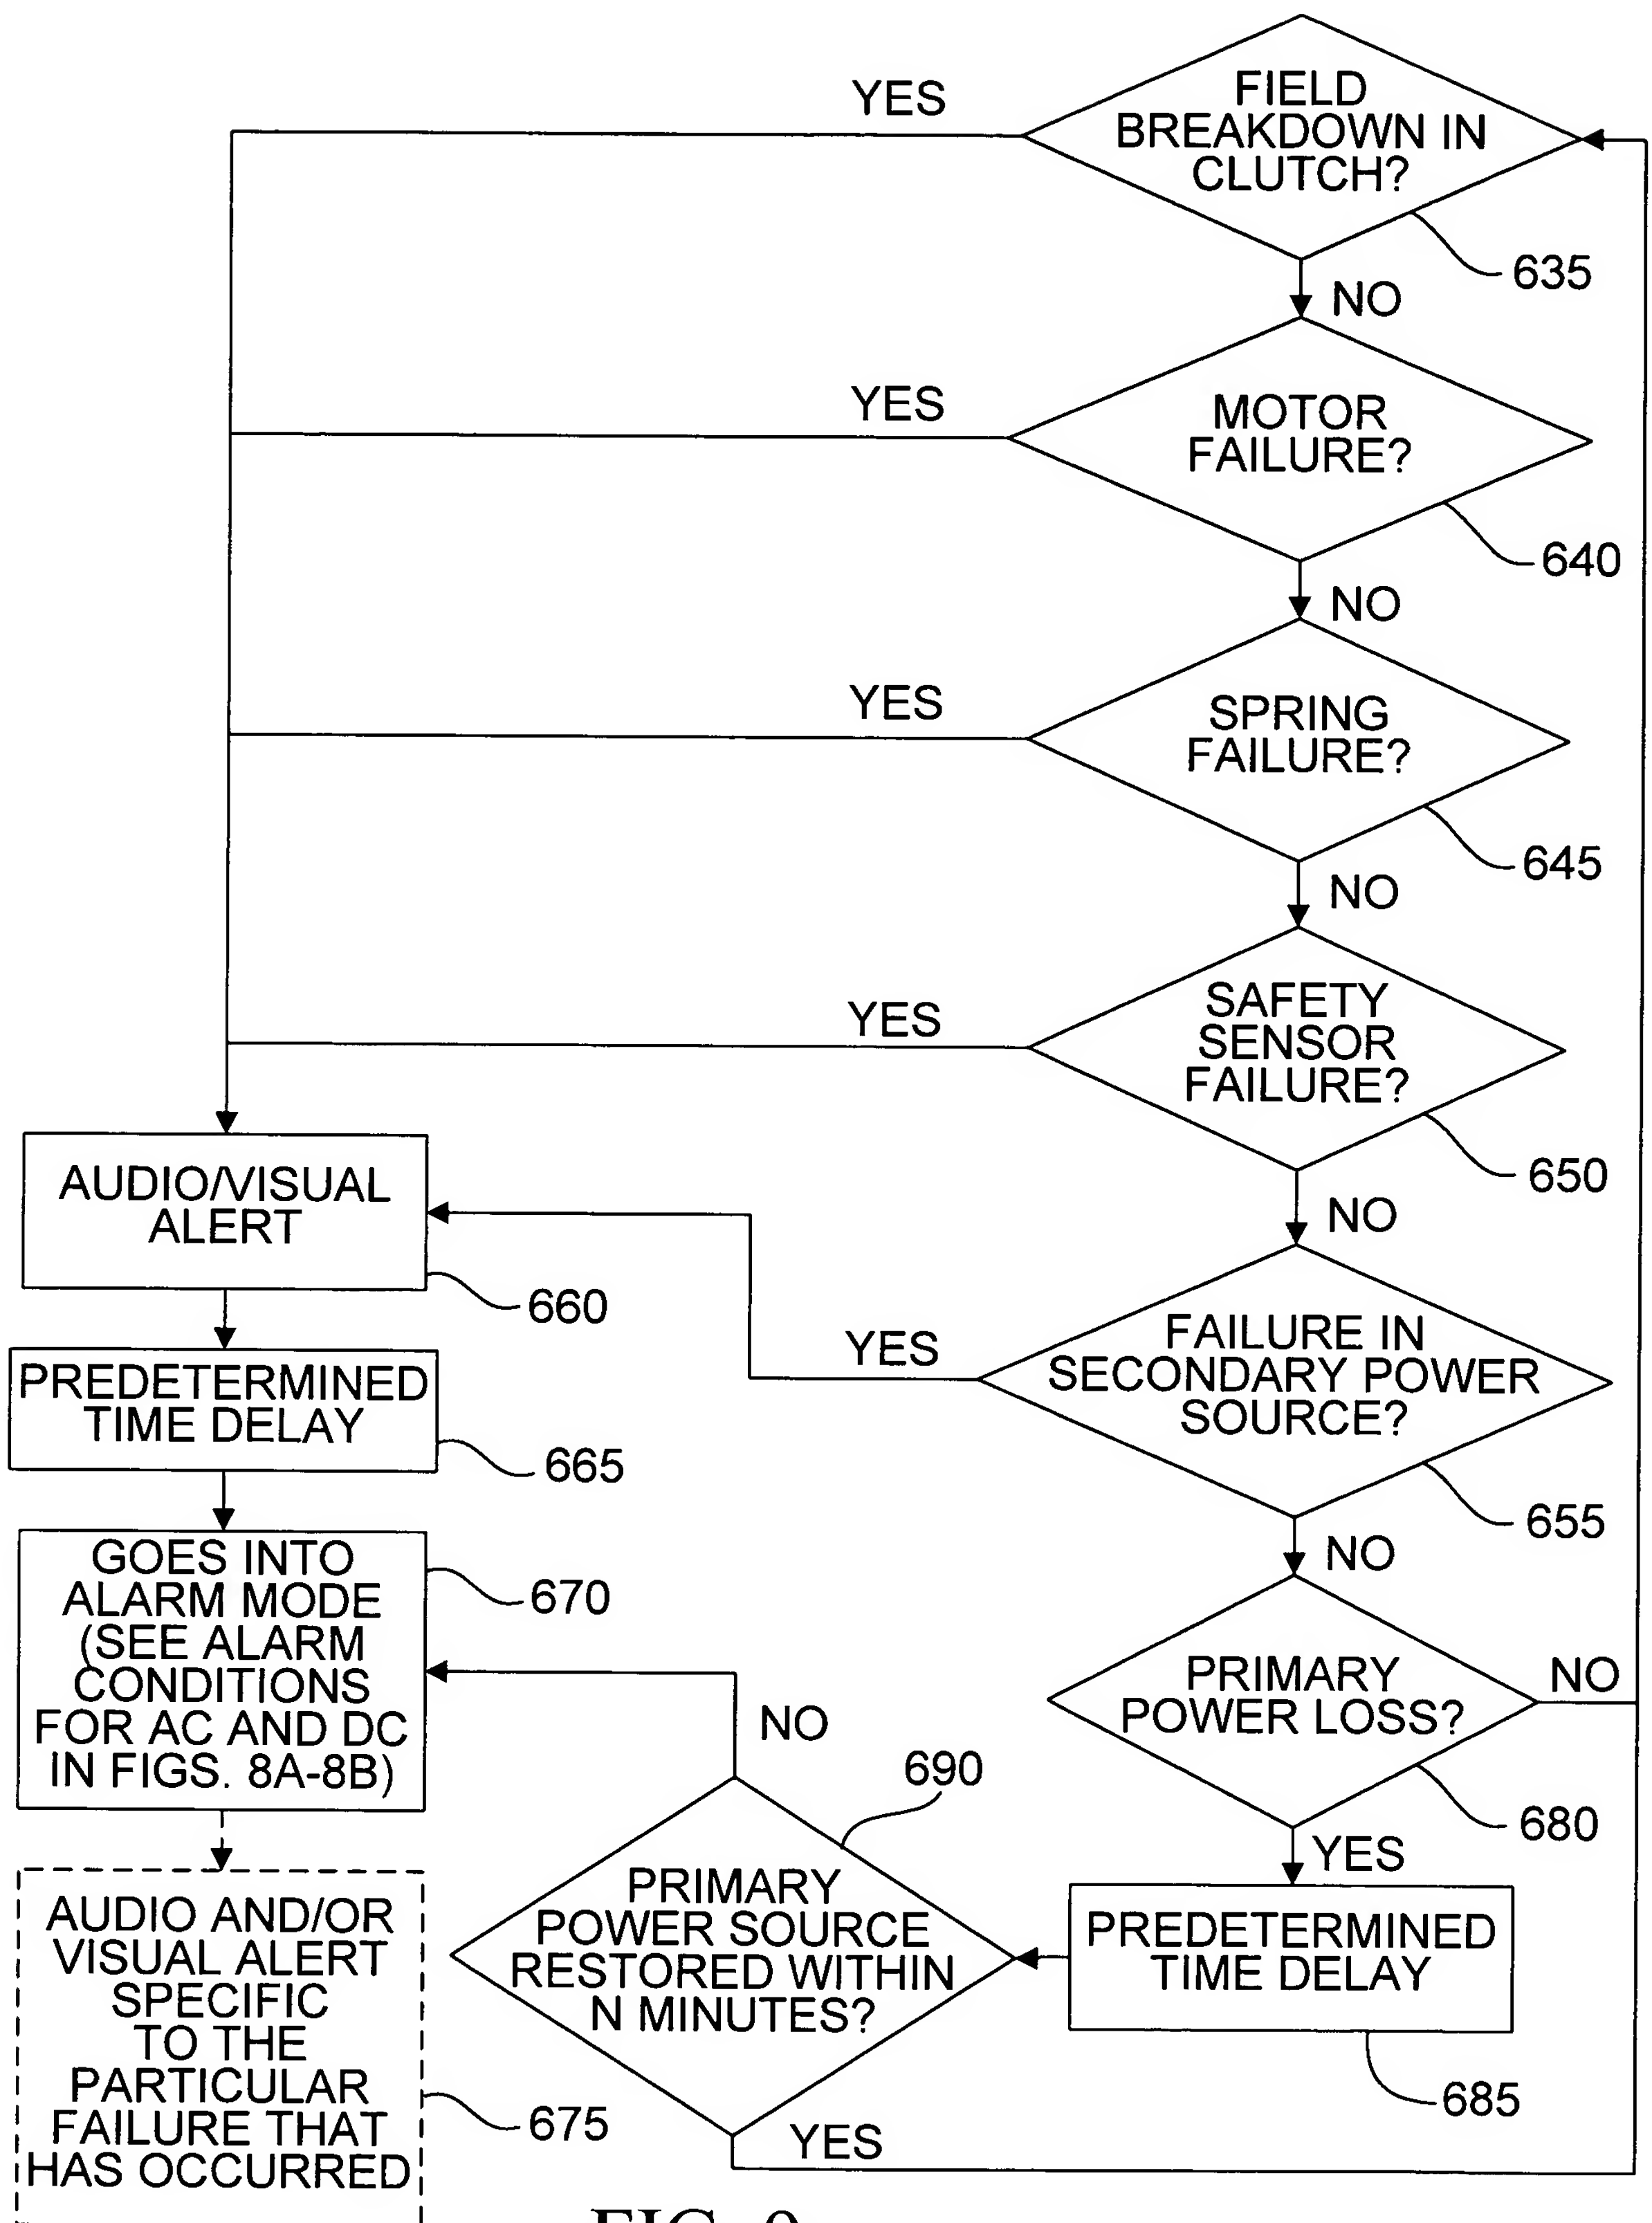 FIELD
BREAKDOWN IN
CLUTCH?
YES
635
NO
MOTOR
FAILURE?
YES
640
NO
SPRING
FAILURE?
YES
645
NO
SAFETY
SENSOR
FAILURE?
YES
650
NO
AUDIO/VISUAL
ALERT
660
FAILURE IN
SECONDARY POWER
SOURCE?
YES
655
NO
PREDETERMINED
TIME DELAY
665
GOES INTO
ALARM MODE
(SEE ALARM
CONDITIONS
FOR AC AND DC
IN FIGS. 8A-8B)
670
PRIMARY
POWER LOSS?
NO
680
YES
NO
690
PRIMARY
POWER SOURCE
RESTORED WITHIN
N MINUTES?
PREDETERMINED
TIME DELAY
685
YES
AUDIO AND/OR
VISUAL ALERT
SPECIFIC
TO THE
PARTICULAR
FAILURE THAT
HAS OCCURRED
675
FIG. 9